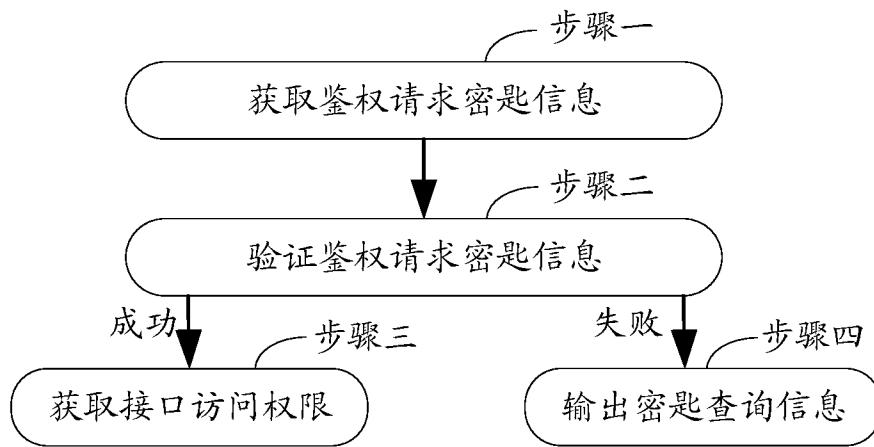 步骤一
获取鉴权请求密匙信息
步骤二
验证鉴权请求密匙信息
成功
失败
步骤三
步骤四
获取接口访问权限
输出密匙查询信息